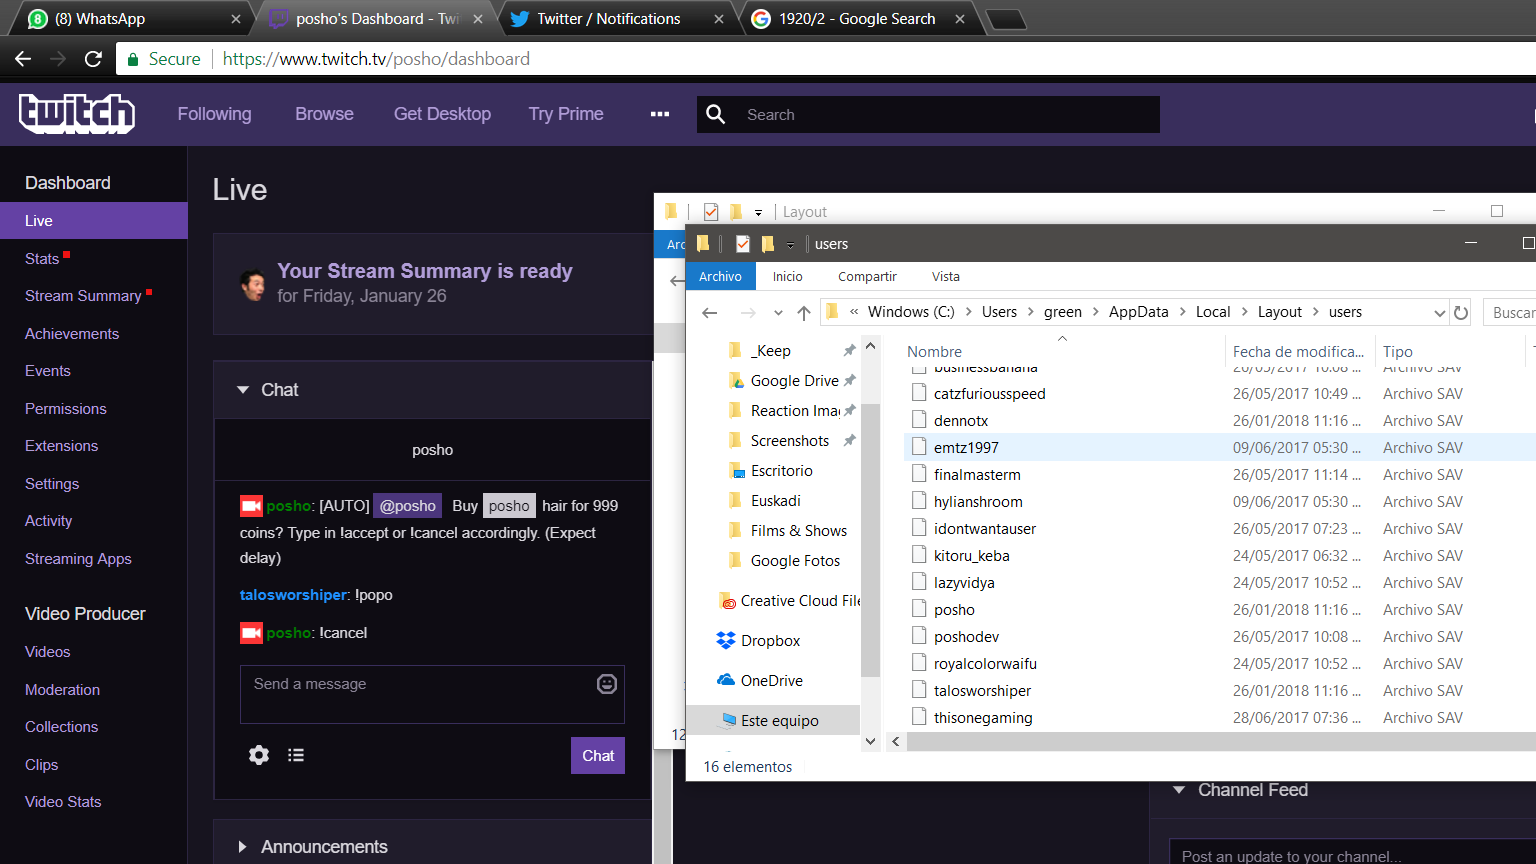 (8) WhatsApp
posho's Dashboard - Twi
Twitter / Notifications
1920/2 - Google Search
Secure
https://www.twitch.tv/posho/dashboard
twitch
Following
Browse
Get Desktop
Try Prime
Search
Dashboard
Live
Stats
Stream Summary
Achievements
Events
Permissions
Extensions
Settings
Activity
Streaming Apps
Video Producer
Videos
Moderation
Collections
Clips
Video Stats
Live
Your Stream Summary is ready
for Friday, January 26
Chat
posho
posho: [AUTO] @posho Buy posho hair for 999
coins? Type in !accept or !cancel accordingly. (Expect
delay)
talosworshiper: !popo
posho: !cancel
Send a message
Chat
Announcements
Layout
Arc
12
users
Archivo
Inicio
Compartir
Vista
« Windows (C:) > Users > green > AppData > Local > Layout > users
Buscar
_Keep
Google Drive
Reaction Ima
Screenshots
Escritorio
Euskadi
Films & Shows
Google Fotos
Creative Cloud File
Dropbox
OneDrive
Este equipo
Nombre Fecha de modifica... Tipo
businessbanana 26/05/2017 10:08 ... Archivo SAV
catzfuriousspeed 26/05/2017 10:49 ... Archivo SAV
dennotx 26/01/2018 11:16 ... Archivo SAV
emtz1997 09/06/2017 05:30 ... Archivo SAV
finalmasterm 26/05/2017 11:14 ... Archivo SAV
hylianshroom 09/06/2017 05:30 ... Archivo SAV
idontwantauser 26/05/2017 07:23 ... Archivo SAV
kitoru_keba 24/05/2017 06:32 ... Archivo SAV
lazyvidya 24/05/2017 10:52 ... Archivo SAV
posho 26/01/2018 11:16 ... Archivo SAV
poshodev 26/05/2017 10:08 ... Archivo SAV
royalcolorwaifu 24/05/2017 10:52 ... Archivo SAV
talosworshiper 26/01/2018 11:16 ... Archivo SAV
thisonegaming 28/06/2017 07:36 ... Archivo SAV
16 elementos
Channel Feed
Post an update to your channel...